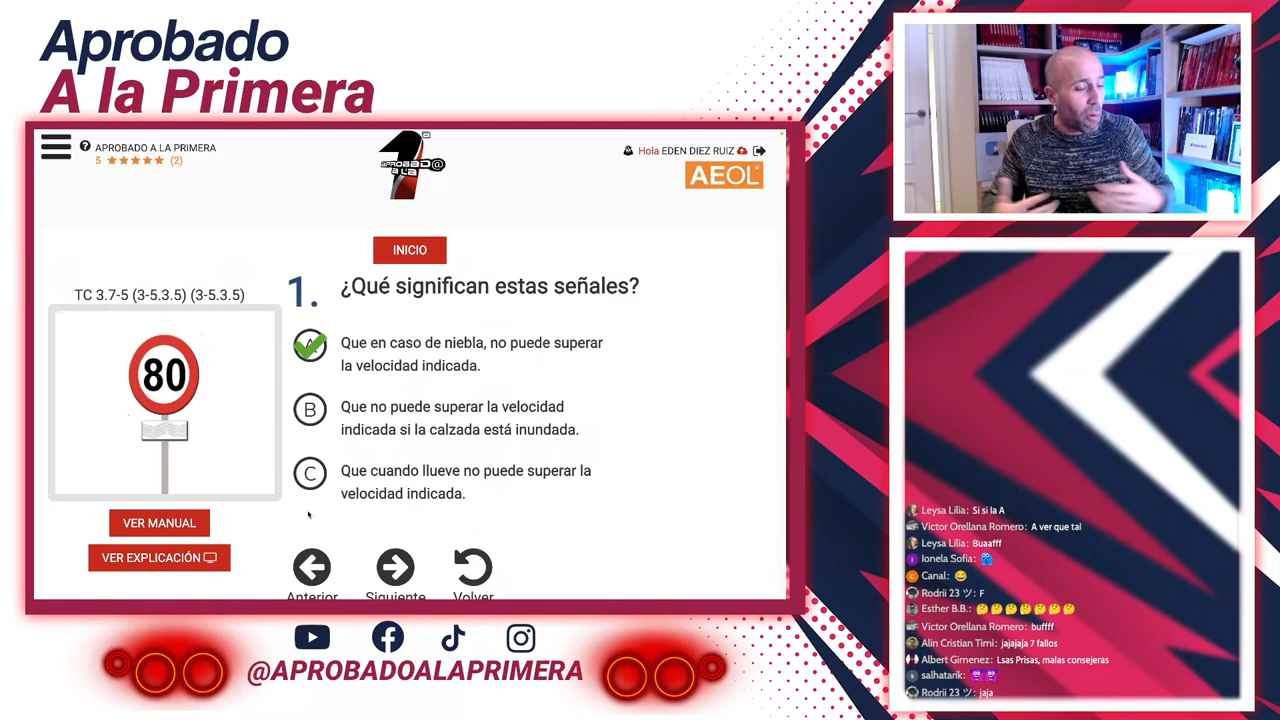 Aprobado
A la Primera
APROBADO A LA PRIMERA
5 ★★★★★ (2)
APROBAD@
A LA
Hola EDEN DIEZ RUIZ
AEOL
INICIO
TC 3.7-5 (3-5.3.5) (3-5.3.5)
1. ¿Qué significan estas señales?
80
Que en caso de niebla, no puede superar
la velocidad indicada.
B Que no puede superar la velocidad
indicada si la calzada está inundada.
C Que cuando llueve no puede superar la
velocidad indicada.
VER MANUAL
VER EXPLICACIÓN
Anterior Siguiente Volver
@APROBADOALAPRIMERA
Leysa Lilia: Si si la A
Victor Orellana Romero: A ver que tal
Leysa Lilia: Buaafff
Ionela Sofia: 🥶
Canal: 😂
Rodrii 23 ツ: F
Esther B.B.: 🤔🤔🤔🤔🤔🤔🤔
Victor Orellana Romero: buffff
Alin Cristian Timi: jajajaja 7 fallos
Albert Gimenez: Lsas Prisas, malas consejeras
salhatarik:
Rodrii 23 ツ: jaja